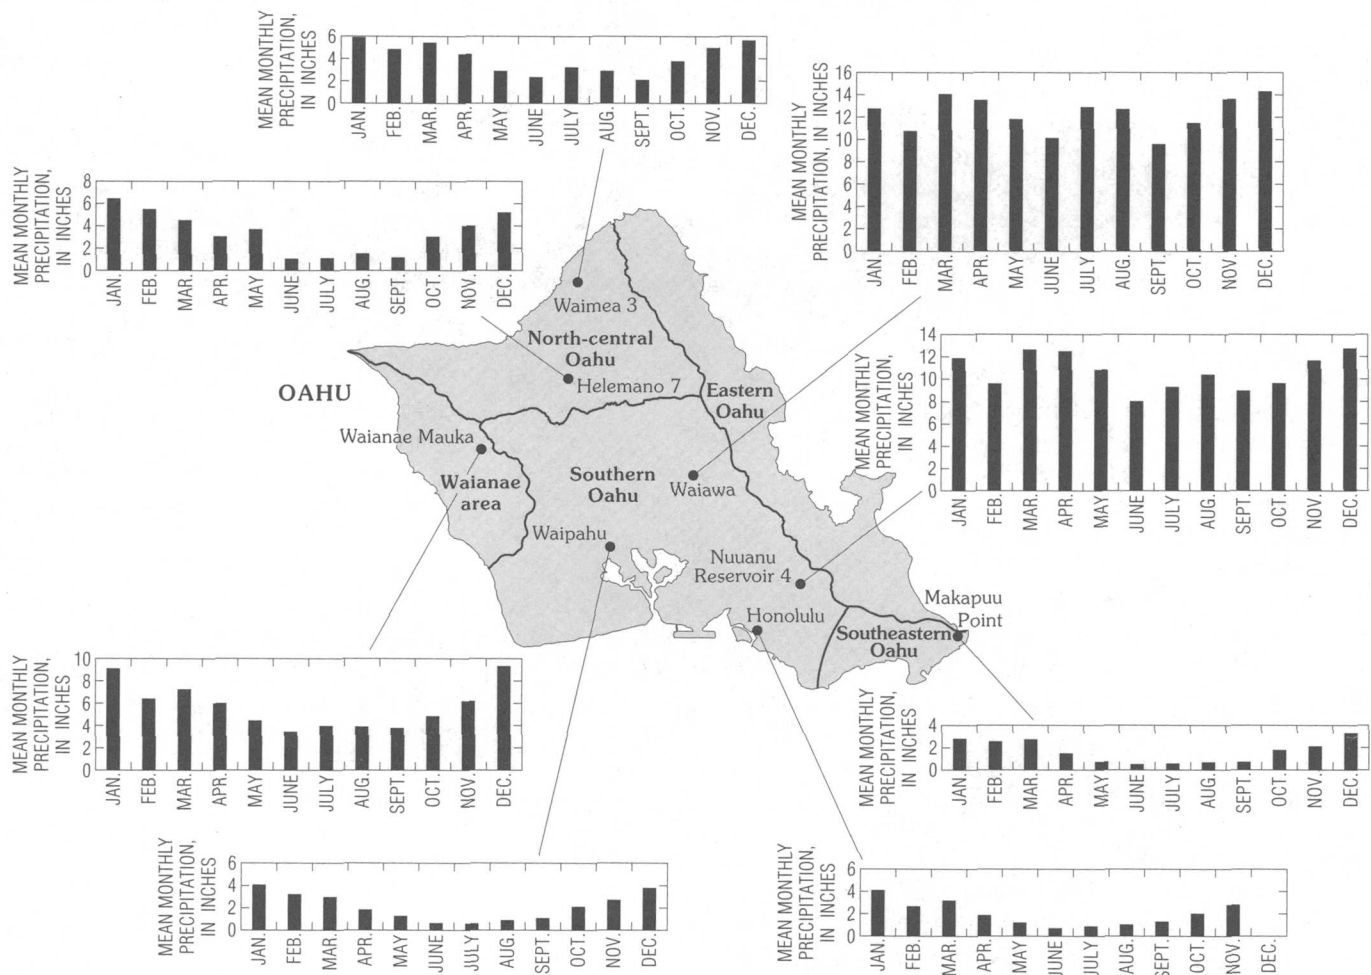 MEAN MONTHLY
PRECIPITATION,
IN INCHES
6
4
2
0
JAN.
FEB.
MAR.
APR.
MAY
JUNE
JULY
AUG.
SEPT.
OCT.
NOV.
DEC.
MEAN MONTHLY
PRECIPITATION, IN INCHES
16
14
12
10
8
6
4
2
0
JAN.
FEB.
MAR.
APR.
MAY
JUNE
JULY
AUG.
SEPT.
OCT.
NOV.
DEC.
MEAN MONTHLY
PRECIPITATION,
IN INCHES
8
6
4
2
0
JAN.
FEB.
MAR.
APR.
MAY
JUNE
JULY
AUG.
SEPT.
OCT.
NOV.
DEC.
Waimea 3
North-central
Oahu
Helemano 7
OAHU
Eastern
Oahu
Waianae Mauka
Waianae
area
Southern
Oahu
Waiawa
Waipahu
Nuuanu
Reservoir 4
Honolulu
Makapuu
Point
Southeastern
Oahu
MEAN MONTHLY
PRECIPITATION,
IN INCHES
14
12
10
8
6
4
2
0
JAN.
FEB.
MAR.
APR.
MAY
JUNE
JULY
AUG.
SEPT.
OCT.
NOV.
DEC.
MEAN MONTHLY
PRECIPITATION,
IN INCHES
10
8
6
4
2
0
JAN.
FEB.
MAR.
APR.
MAY
JUNE
JULY
AUG.
SEPT.
OCT.
NOV.
DEC.
MEAN MONTHLY
PRECIPITATION,
IN INCHES
4
2
0
JAN.
FEB.
MAR.
APR.
MAY
JUNE
JULY
AUG.
SEPT.
OCT.
NOV.
DEC.
MEAN MONTHLY
PRECIPITATION,
IN INCHES
6
4
2
0
JAN.
FEB.
MAR.
APR.
MAY
JUNE
JULY
AUG.
SEPT.
OCT.
NOV.
DEC.
MEAN MONTHLY
PRECIPITATION,
IN INCHES
6
4
2
0
JAN.
FEB.
MAR.
APR.
MAY
JUNE
JULY
AUG.
SEPT.
OCT.
NOV.
DEC.